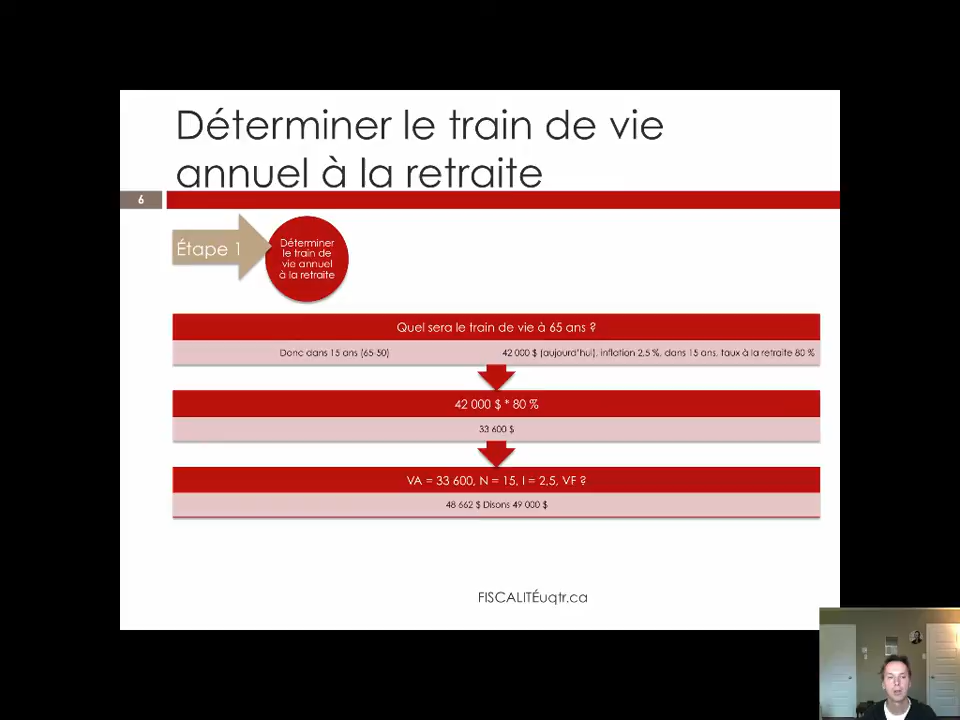 Déterminer le train de vie
annuel à la retraite
6
Étape 1
Déterminer
le train de
vie annuel
à la retraite
Quel sera le train de vie à 65 ans ?
Donc dans 15 ans (65-50)
42 000 $ (aujourd'hui), inflation 2,5 %, dans 15 ans, taux à la retraite 80 %
42 000 $ * 80 %
33 600 $
VA = 33 600, N = 15, I = 2,5, VF ?
48 662 $ Disons 49 000 $
FISCALITÉuqtr.ca